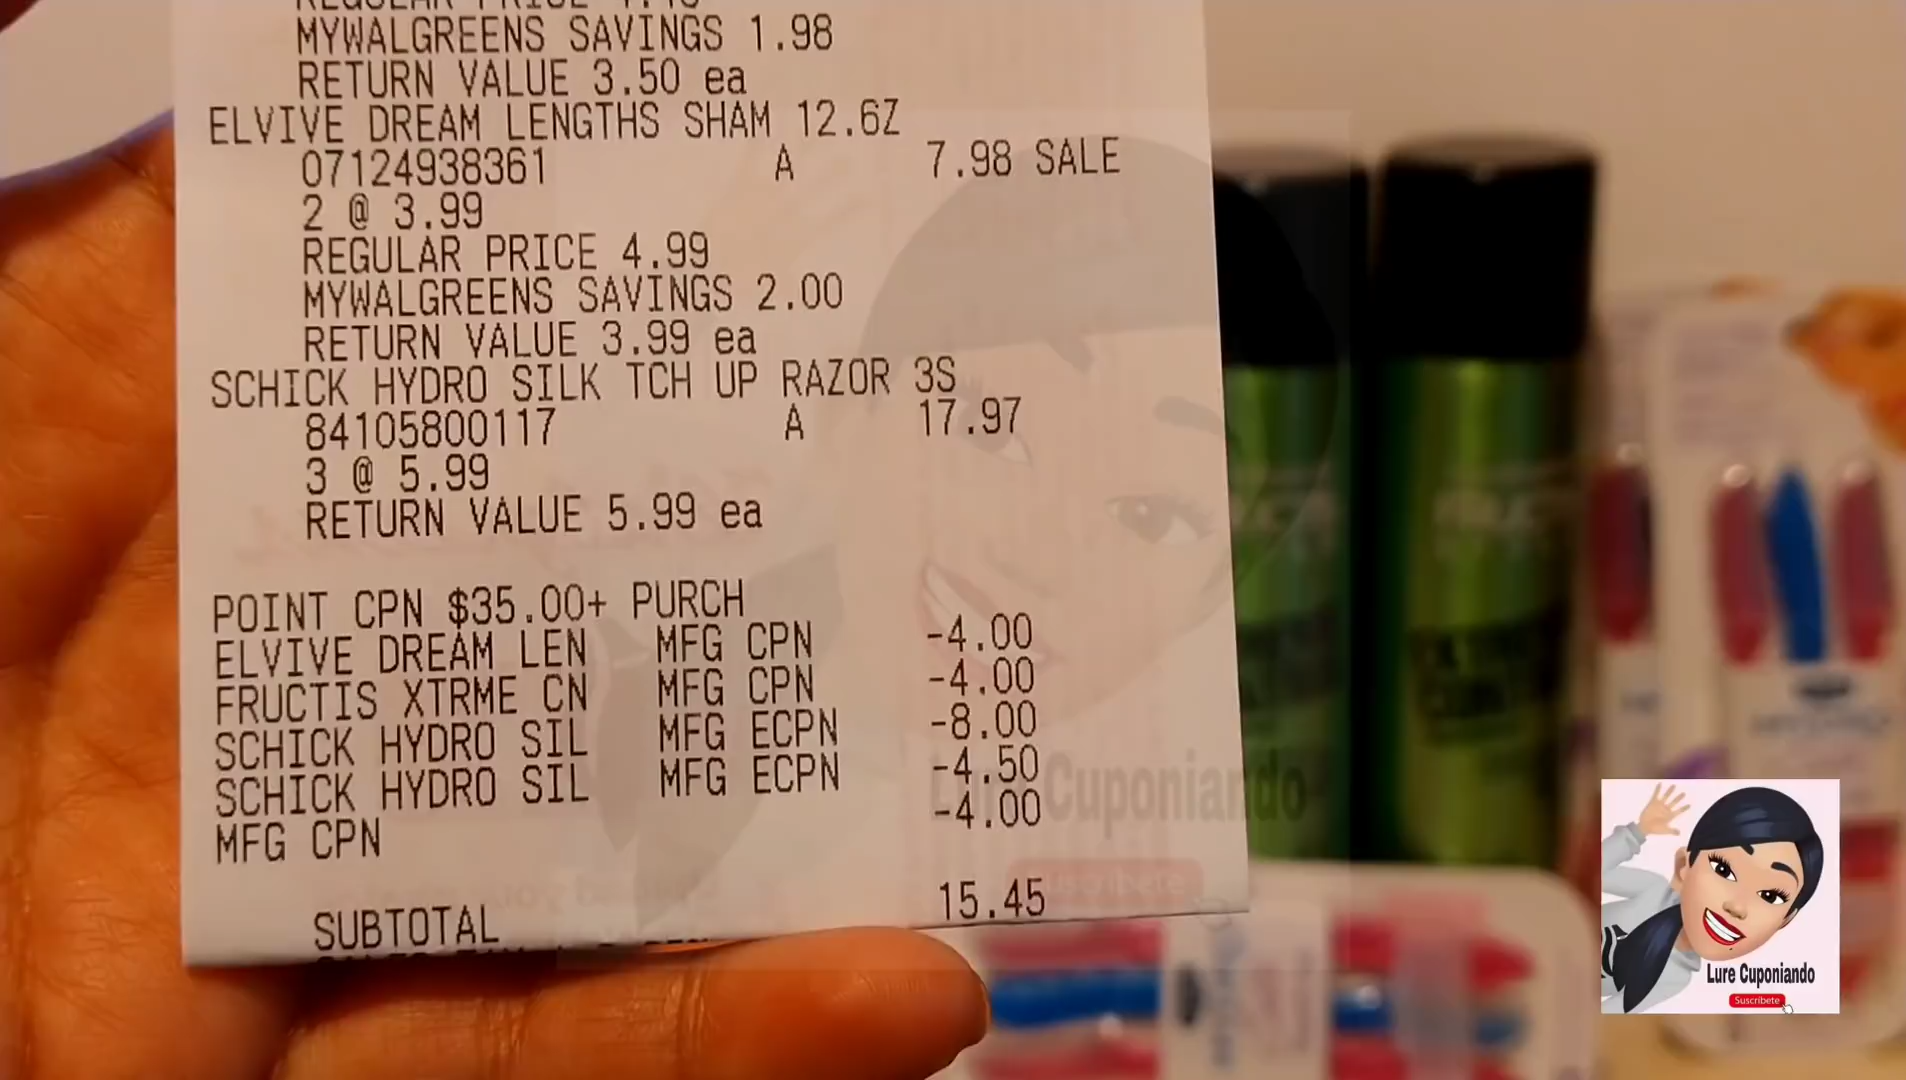 MYWALGREENS SAVINGS 1.98
RETURN VALUE 3.50 ea
ELVIVE DREAM LENGTHS SHAM 12.6Z
07124938361 A 7.98 SALE
2 @ 3.99
REGULAR PRICE 4.99
MYWALGREENS SAVINGS 2.00
RETURN VALUE 3.99 ea
SCHICK HYDRO SILK TCH UP RAZOR 3S
84105800117 A 17.97
3 @ 5.99
RETURN VALUE 5.99 ea
POINT CPN $35.00+ PURCH
ELVIVE DREAM LEN MFG CPN -4.00
FRUCTIS XTRME CN MFG CPN -4.00
SCHICK HYDRO SIL MFG ECPN -8.00
SCHICK HYDRO SIL MFG ECPN -4.50
MFG CPN -4.00
SUBTOTAL 15.45
Lure Cuponiando
Suscribete
Lure Cuponiando
Suscribete